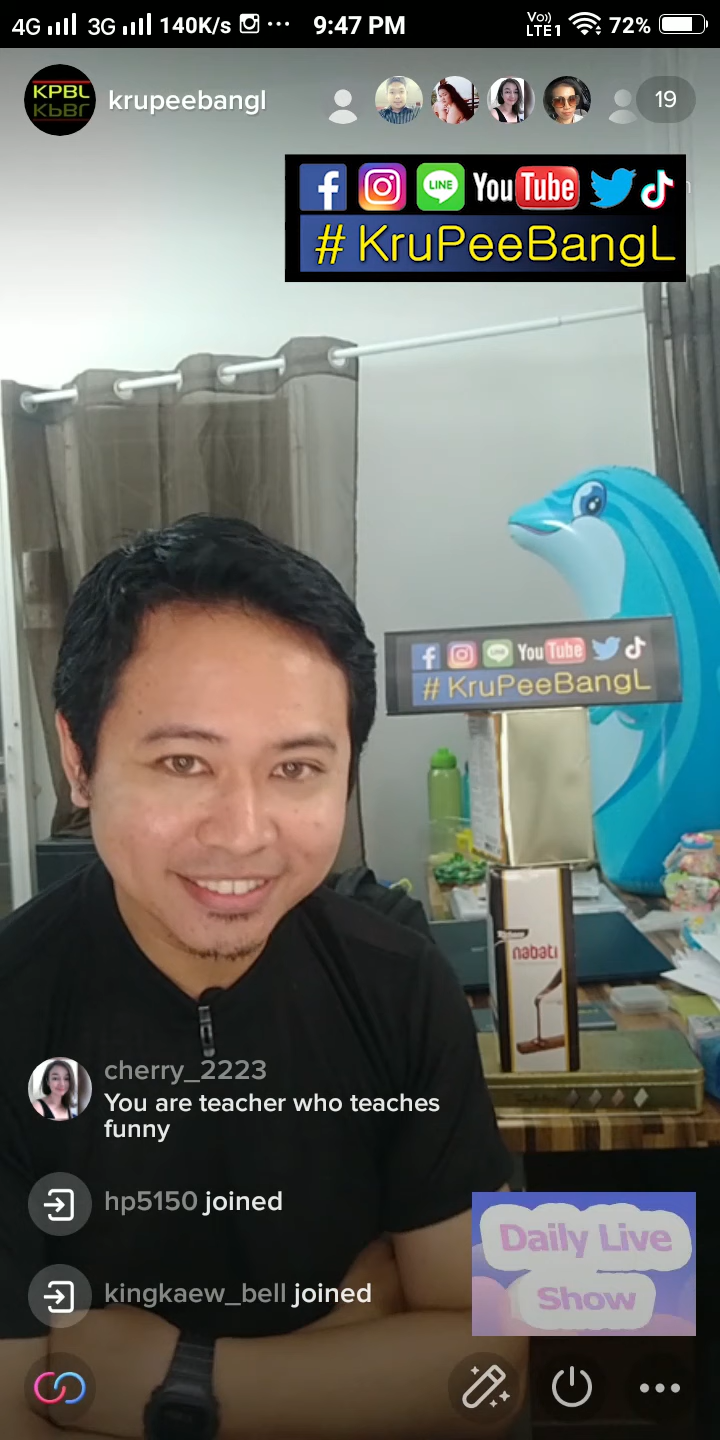 4G 3G 140K/s ··· 9:47 PM Vo)) LTE1 72%
KPBL krupeebangl 19
LINE YouTube
# KruPeeBangL
LINE YouTube
# KruPeeBangL
nabati
cherry_2223
You are teacher who teaches
funny
hp5150 joined
kingkaew_bell joined
Daily Live
Show